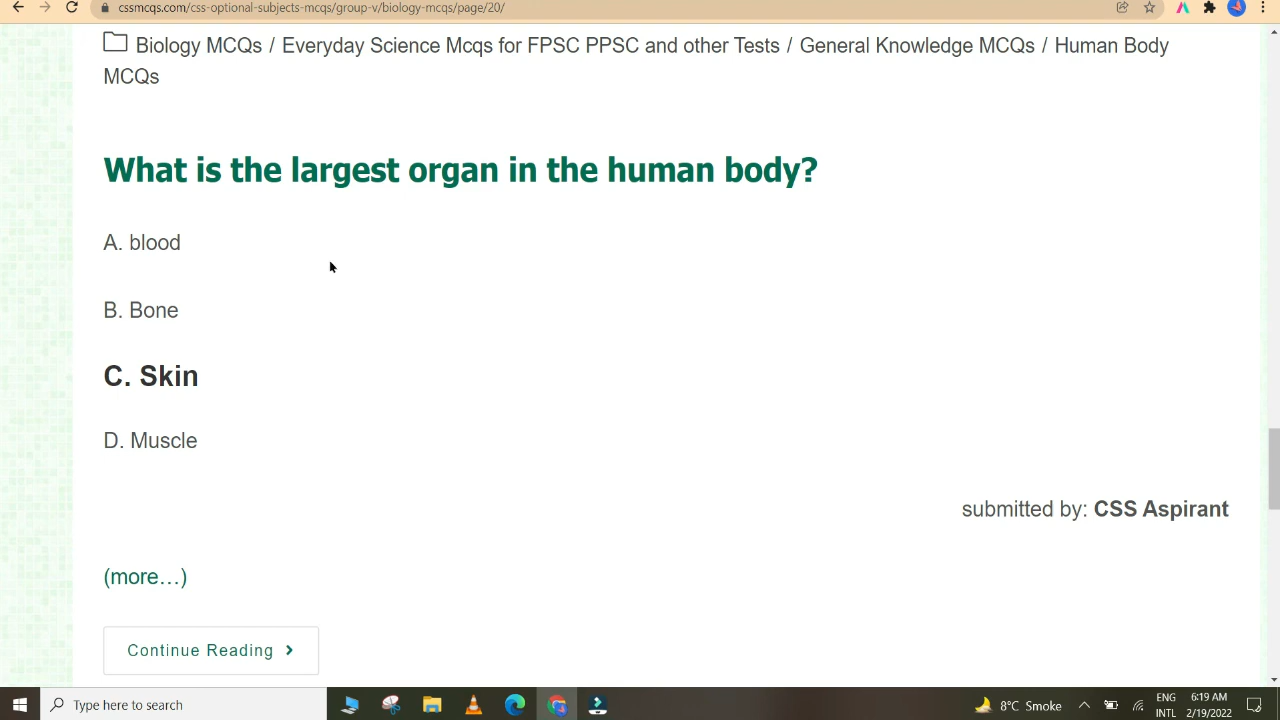 cssmcqs.com/css-optional-subjects-mcqs/group-v/biology-mcqs/page/20/
Biology MCQs / Everyday Science Mcqs for FPSC PPSC and other Tests / General Knowledge MCQs / Human Body
MCQs
What is the largest organ in the human body?
A. blood
B. Bone
C. Skin
D. Muscle
submitted by: CSS Aspirant
(more…)
Continue Reading
Type here to search
8°C Smoke
ENG
INTL
6:19 AM
2/19/2022